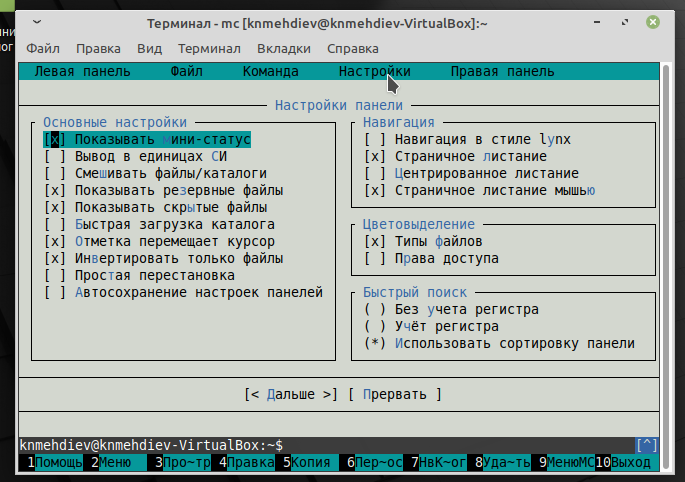 Терминал - mc [knmehdiev@knmehdiev-VirtualBox]:~
Файл Правка Вид Терминал Вкладки Справка
Левая панель Файл Команда Настройки Правая панель
Настройки панели
Основные настройки
[x] Показывать мини-статус
[ ] Вывод в единицах СИ
[ ] Смешивать файлы/каталоги
[x] Показывать резервные файлы
[x] Показывать скрытые файлы
[ ] Быстрая загрузка каталога
[x] Отметка перемещает курсор
[x] Инвертировать только файлы
[ ] Простая перестановка
[ ] Автосохранение настроек панелей
Навигация
[ ] Навигация в стиле lynx
[x] Страничное листание
[ ] Центрированное листание
[x] Страничное листание мышью
Цветовыделение
[x] Типы файлов
[ ] Права доступа
Быстрый поиск
( ) Без учета регистра
( ) Учёт регистра
(*) Использовать сортировку панели
[< Дальше >] [ Прервать ]
knmehdiev@knmehdiev-VirtualBox:~$ [^]
1Помощь 2Меню 3Про~тр 4Правка 5Копия 6Пер~ос 7НвК~ог 8Уда~ть 9МенюMC 10Выход